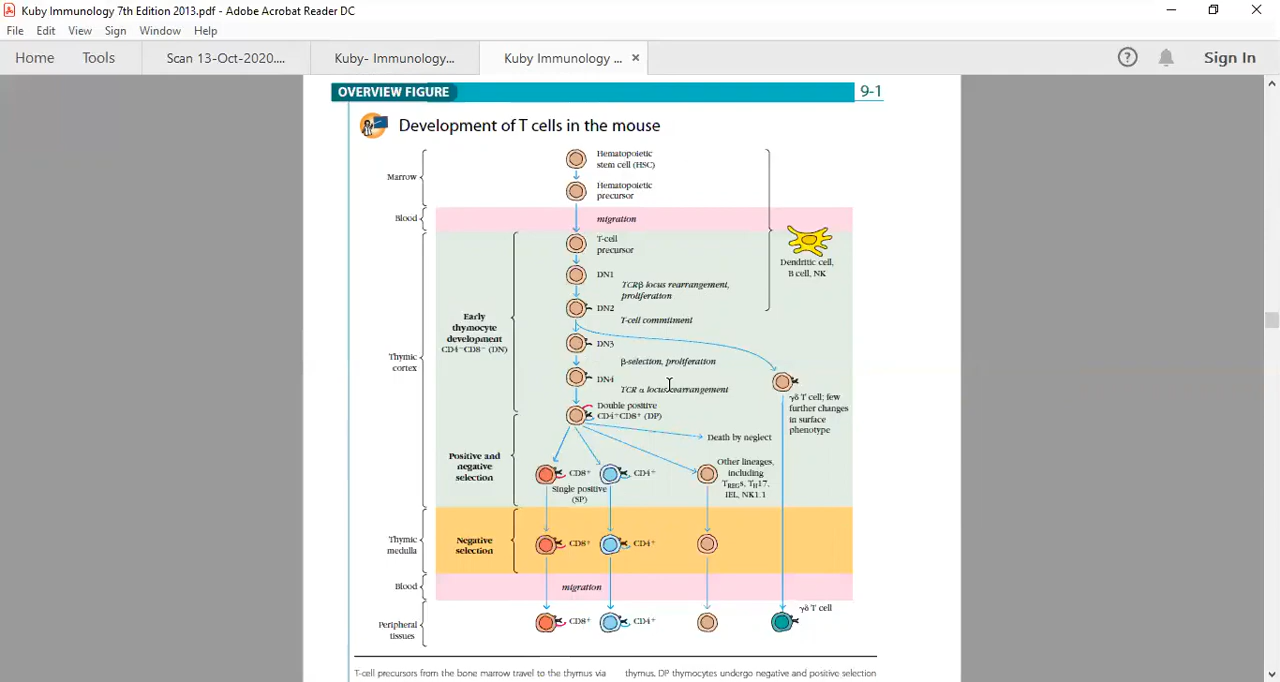 Kuby Immunology 7th Edition 2013.pdf - Adobe Acrobat Reader DC
File Edit View Sign Window Help
Home Tools Scan 13-Oct-2020.... Kuby- Immunology... Kuby Immunology ... × ? Sign In
OVERVIEW FIGURE 9-1
Development of T cells in the mouse
Marrow
Hematopoietic
stem cell (HSC)
Hematopoietic
precursor
Blood
migration
Thymic
cortex
Early
thymocyte
development
CD4⁻CD8⁻ (DN)
T-cell
precursor
DN1
TCRβ locus rearrangement,
proliferation
DN2
T-cell commitment
DN3
β-selection, proliferation
DN4
TCR α locus rearrangement
Dendritic cell,
B cell, NK
γδ T cell; few
further changes
in surface
phenotype
Double positive
CD4⁺CD8⁺ (DP)
Death by neglect
Positive and
negative
selection
CD8⁺
CD4⁺
Single positive
(SP)
Other lineages,
including
TREGs, TH17,
IEL, NK1.1
Thymic
medulla
Negative
selection
CD8⁺
CD4⁺
Blood
migration
Peripheral
tissues
CD8⁺
CD4⁺
γδ T cell
T-cell precursors from the bone marrow travel to the thymus via
thymus, DP thymocytes undergo negative and positive selection